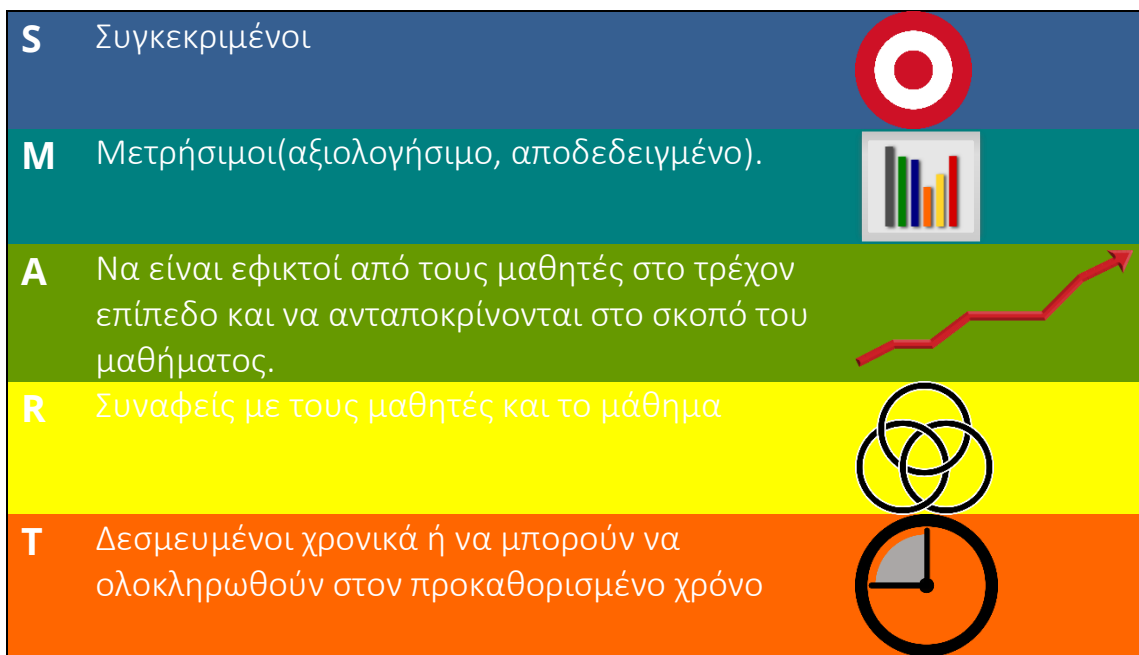 S Συγκεκριμένοι
M Μετρήσιμοι(αξιολογήσιμο, αποδεδειγμένο).
A Να είναι εφικτοί από τους μαθητές στο τρέχον
επίπεδο και να ανταποκρίνονται στο σκοπό του
μαθήματος.
R Συναφείς με τους μαθητές και το μάθημα
T Δεσμευμένοι χρονικά ή να μπορούν να
ολοκληρωθούν στον προκαθορισμένο χρόνο